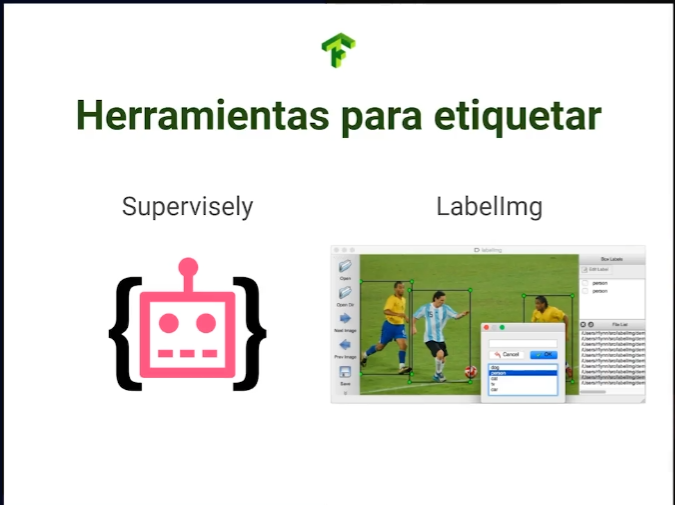 Herramientas para etiquetar
Supervisely
LabelImg
labelImg
Box Labels
Edit Label
person
person
Open
Open Dir
Next Image
Prev Image
Save
File List
Cancel
OK
dog
person
car
tv
car